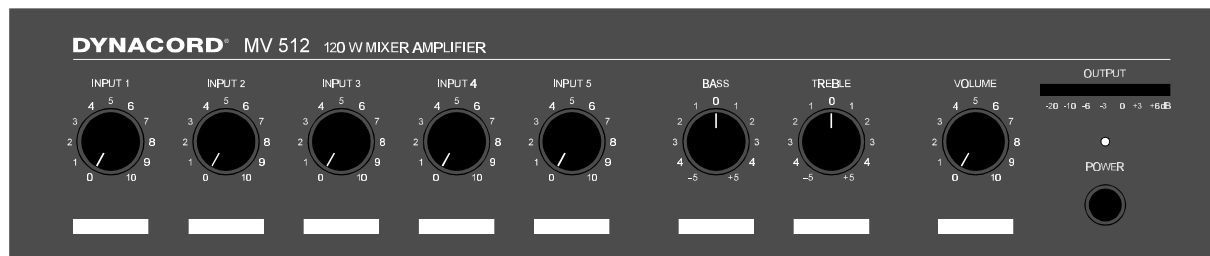 DYNACORD® MV 512 120 W MIXER AMPLIFIER
INPUT 1 INPUT 2 INPUT 3 INPUT 4 INPUT 5 BASS TREBLE VOLUME OUTPUT
0 1 2 3 4 5 6 7 8 9 10
0 1 2 3 4 5 6 7 8 9 10
0 1 2 3 4 5 6 7 8 9 10
0 1 2 3 4 5 6 7 8 9 10
0 1 2 3 4 5 6 7 8 9 10
-5 4 3 2 1 0 1 2 3 4 +5
-5 4 3 2 1 0 1 2 3 4 +5
0 1 2 3 4 5 6 7 8 9 10
-20 -10 -6 -3 0 +3 +6dB
POWER